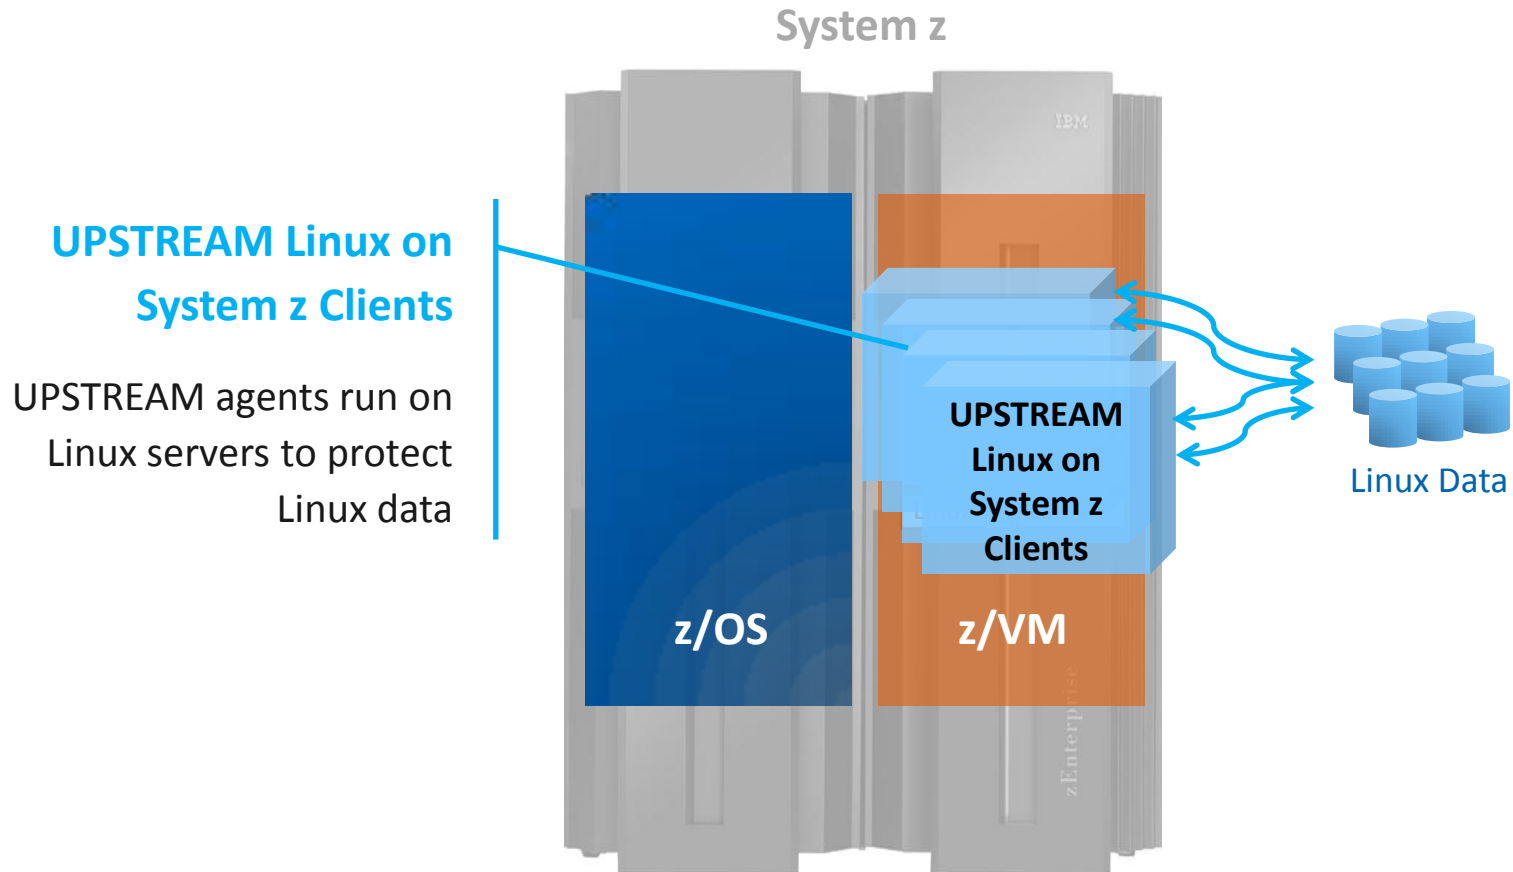 System z
IBM
UPSTREAM Linux on
System z Clients
UPSTREAM agents run on
Linux servers to protect
Linux data
UPSTREAM
Linux on
System z
Clients
Linux Data
z/OS
z/VM
zEnterprise